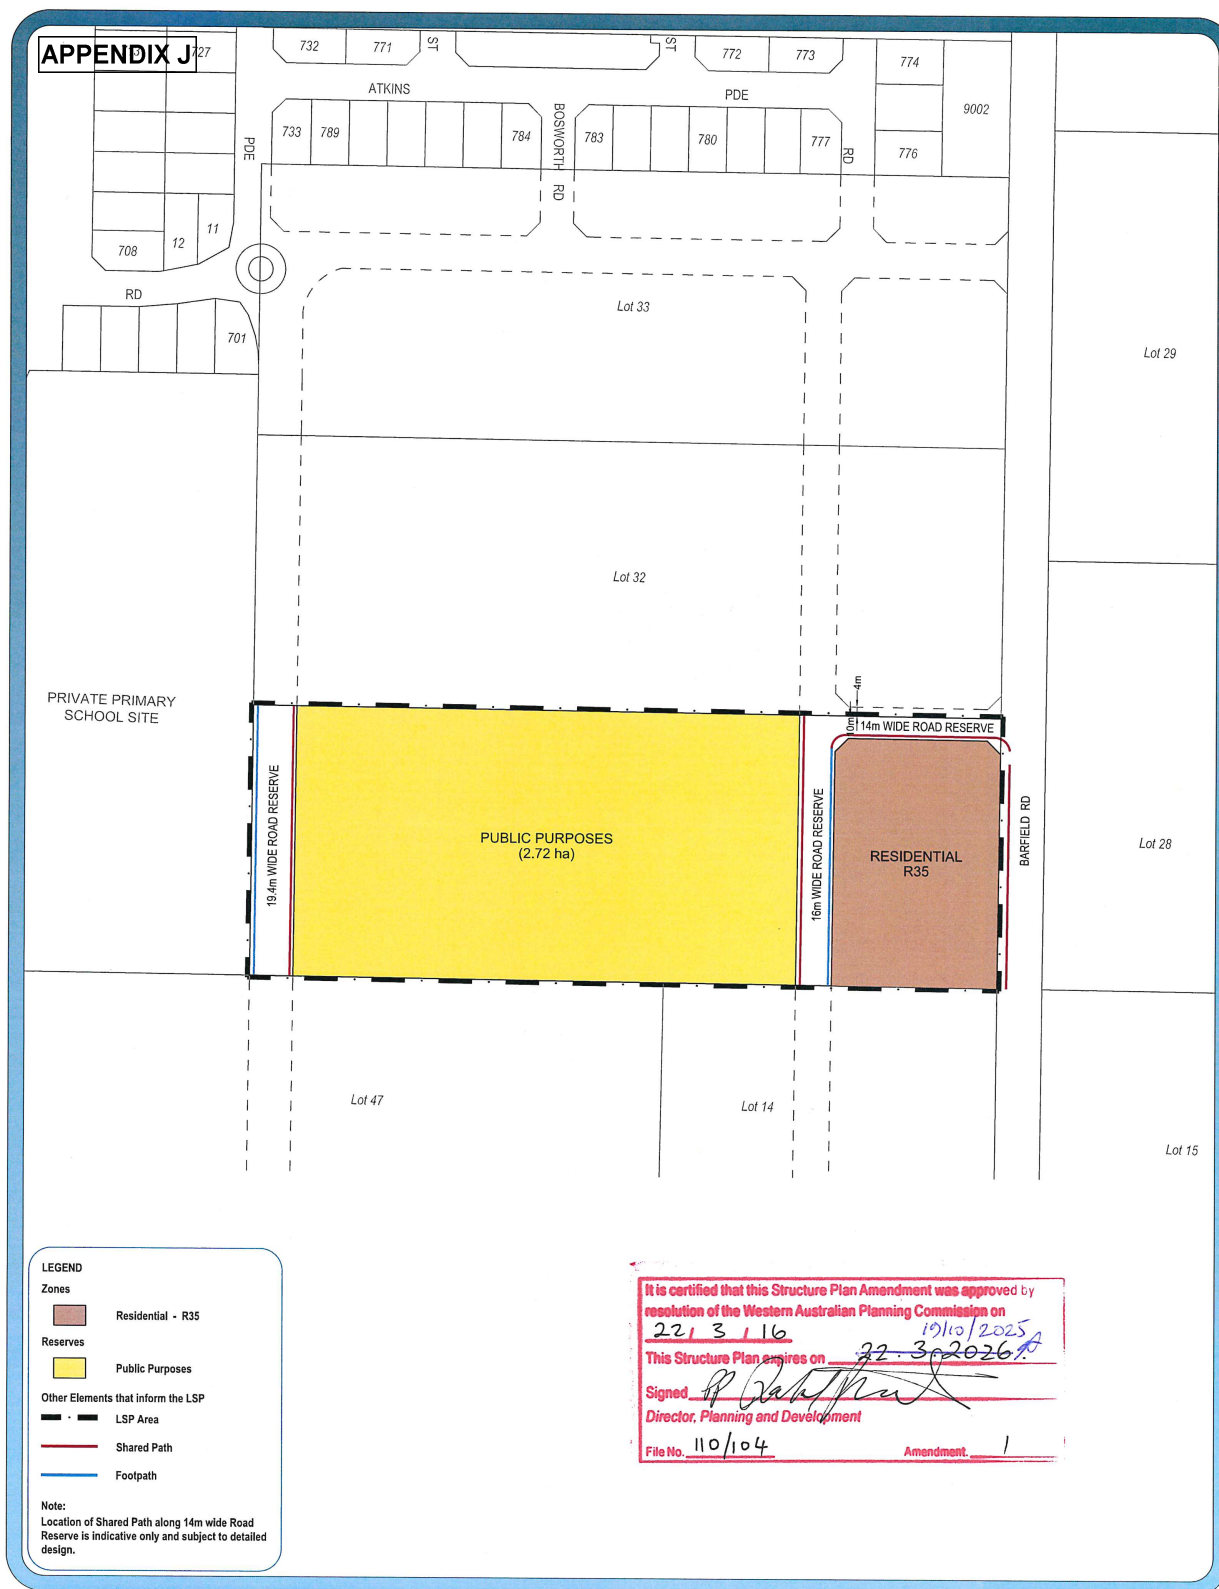 APPENDIX J
727
732
771
ST
ST
772
773
774
9002
ATKINS
PDE
733
789
784
BOSWORTH RD
783
780
777
RD
776
PDE
11
12
708
RD
701
Lot 33
Lot 29
Lot 32
PRIVATE PRIMARY
SCHOOL SITE
4m
10m
14m WIDE ROAD RESERVE
19.4m WIDE ROAD RESERVE
PUBLIC PURPOSES
(2.72 ha)
16m WIDE ROAD RESERVE
RESIDENTIAL
R35
BARFIELD RD
Lot 28
Lot 47
Lot 14
Lot 15
LEGEND
Zones
Residential - R35
Reserves
Public Purposes
Other Elements that inform the LSP
LSP Area
Shared Path
Footpath
Note:
Location of Shared Path along 14m wide Road
Reserve is indicative only and subject to detailed
design.
It is certified that this Structure Plan Amendment was approved by
resolution of the Western Australian Planning Commission on
22 / 3 / 16
19/10/2025
This Structure Plan expires on 22.3.2026
Signed PP
Director, Planning and Development
File No. 110/104 Amendment. 1